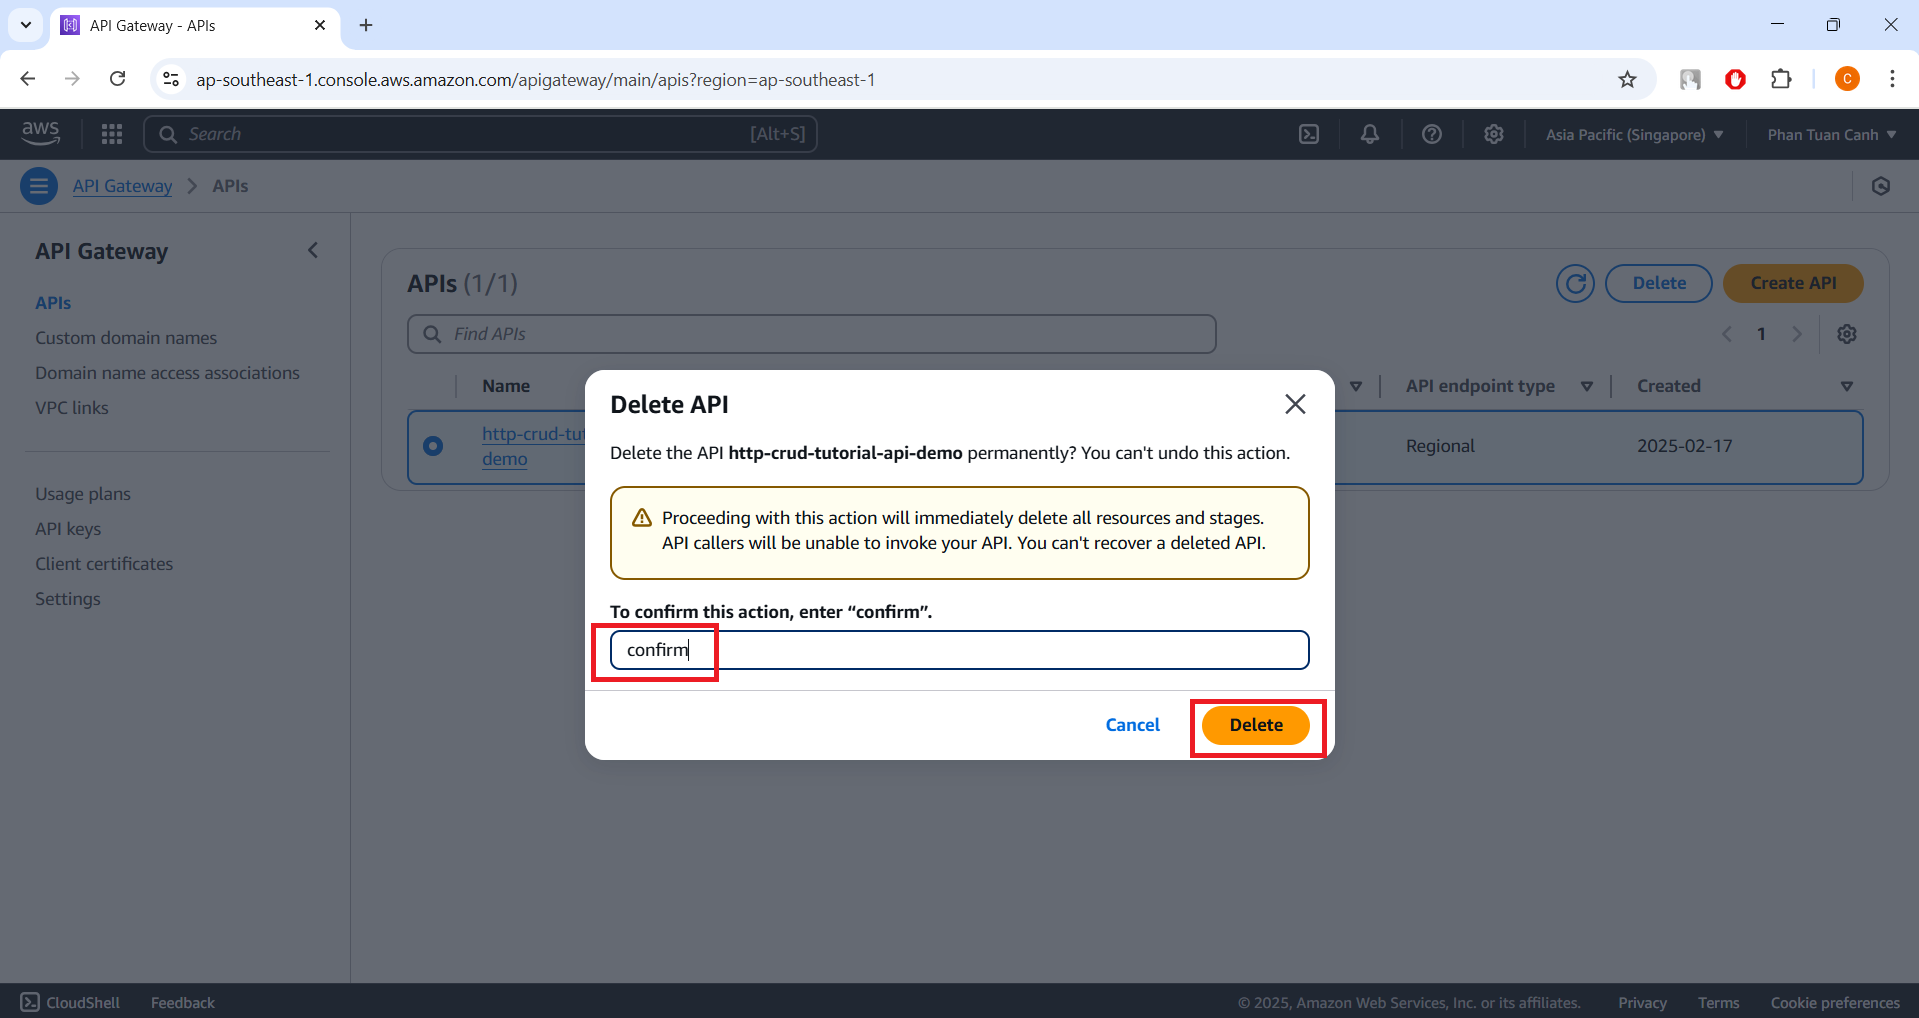 API Gateway - APIs
ap-southeast-1.console.aws.amazon.com/apigateway/main/apis?region=ap-southeast-1
C
aws
Search
[Alt+S]
Asia Pacific (Singapore)
Phan Tuan Canh
API Gateway
APIs
API Gateway
APIs
Custom domain names
Domain name access associations
VPC links
Usage plans
API keys
Client certificates
Settings
APIs (1/1)
Delete
Create API
Find APIs
1
Name
API endpoint type
Created
http-crud-tut
demo
Regional
2025-02-17
Delete API
Delete the API http-crud-tutorial-api-demo permanently? You can't undo this action.
Proceeding with this action will immediately delete all resources and stages.
API callers will be unable to invoke your API. You can't recover a deleted API.
To confirm this action, enter “confirm”.
confirm
Cancel
Delete
CloudShell
Feedback
© 2025, Amazon Web Services, Inc. or its affiliates.
Privacy
Terms
Cookie preferences